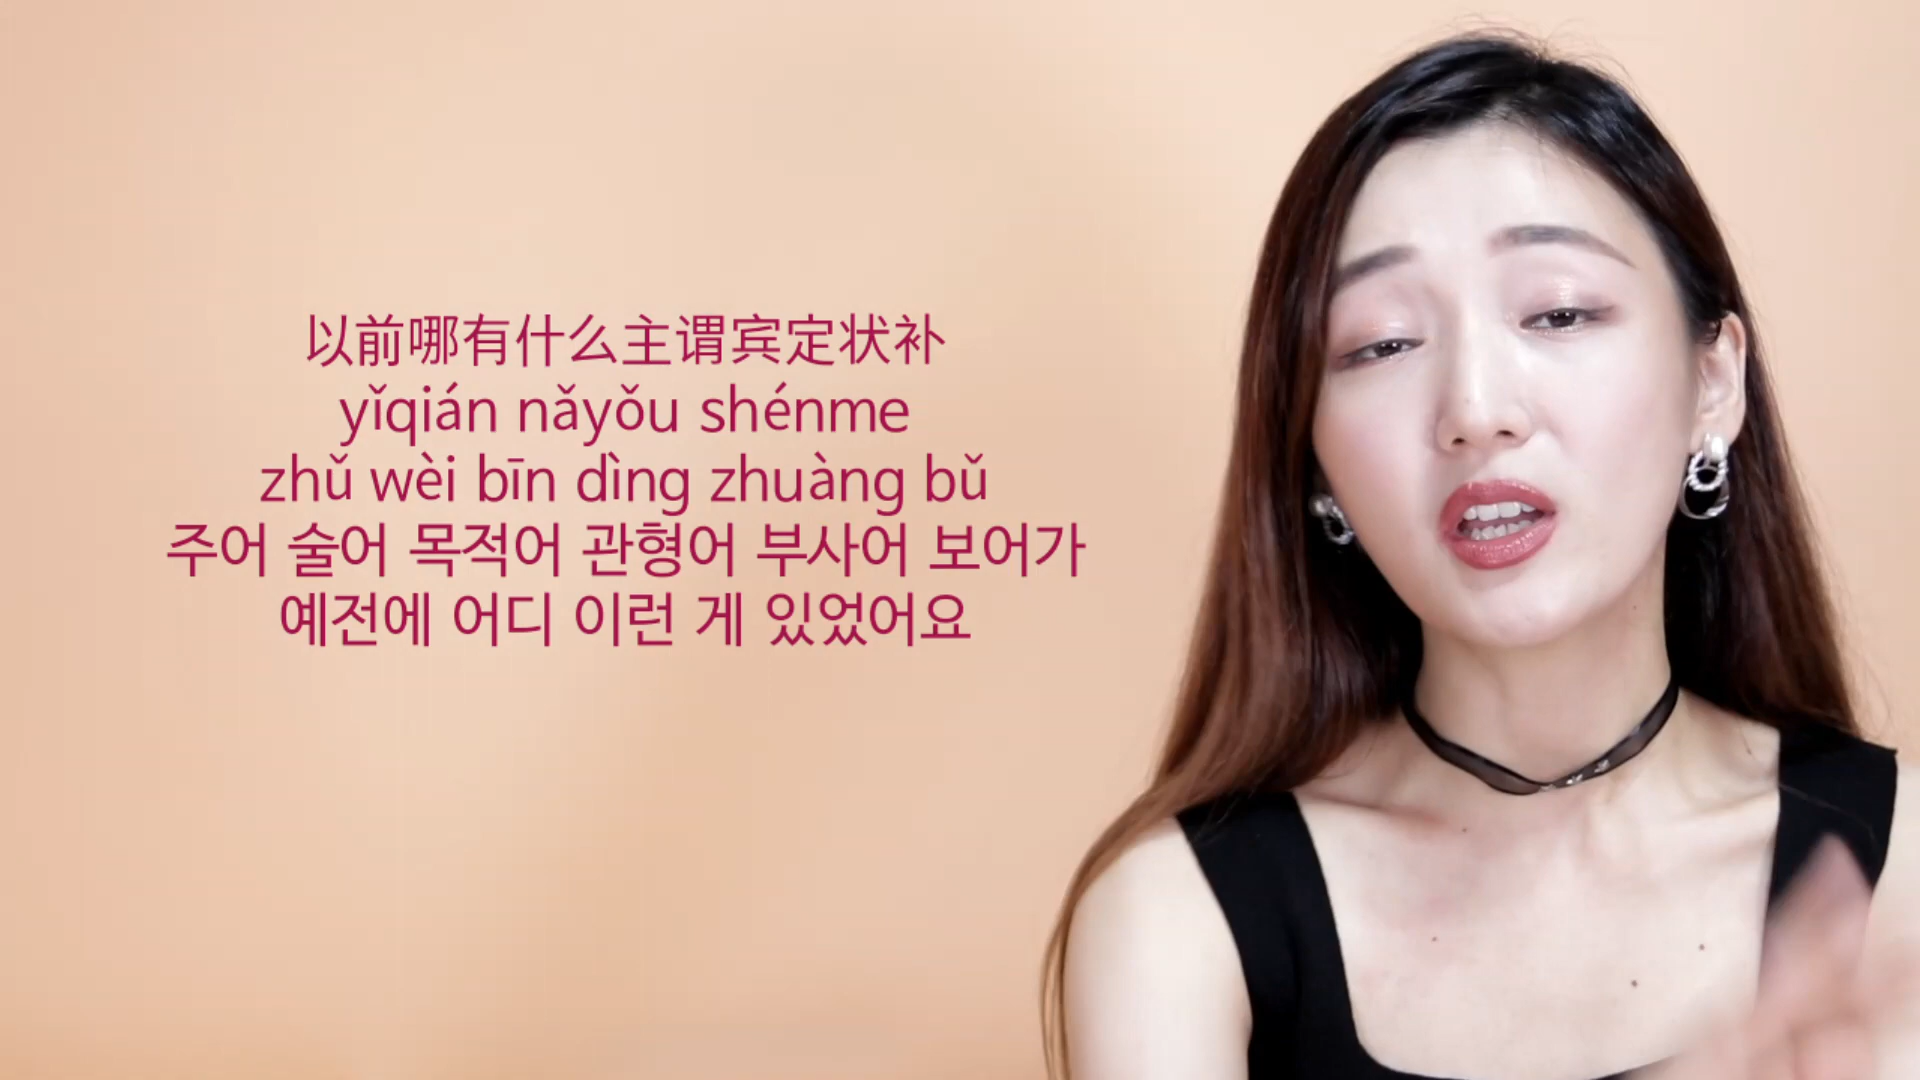 以前哪有什么主谓宾定状补
yǐqián nǎyǒu shénme
zhǔ wèi bīn dìng zhuàng bǔ
주어 술어 목적어 관형어 부사어 보어가
예전에 어디 이런 게 있었어요